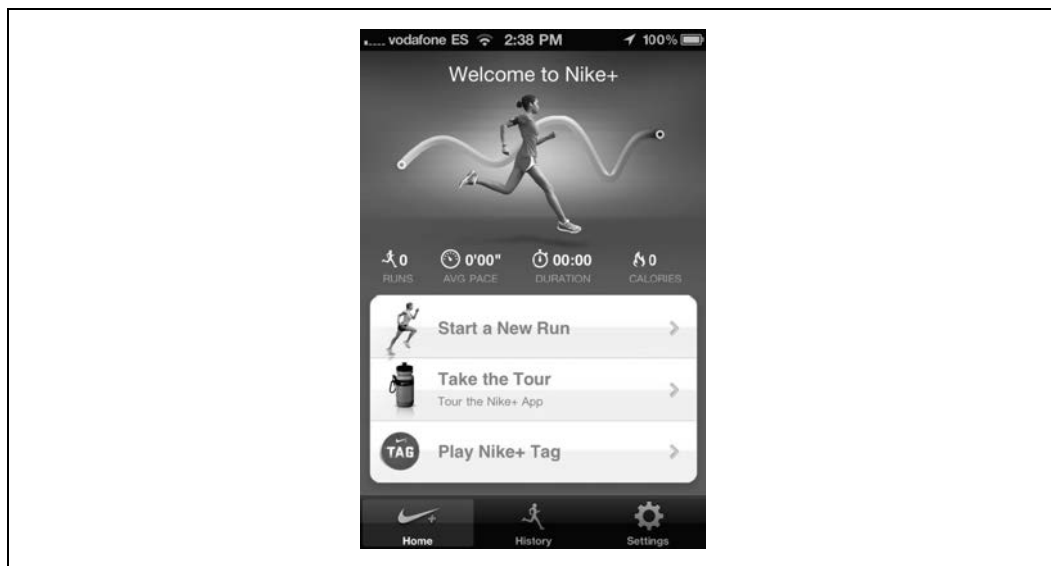 vodafone ES 2:38 PM 100%
Welcome to Nike+
0 0'00" 00:00 0
RUNS AVG PACE DURATION CALORIES
Start a New Run
Take the Tour
Tour the Nike+ App
TAG Play Nike+ Tag
Home History Settings